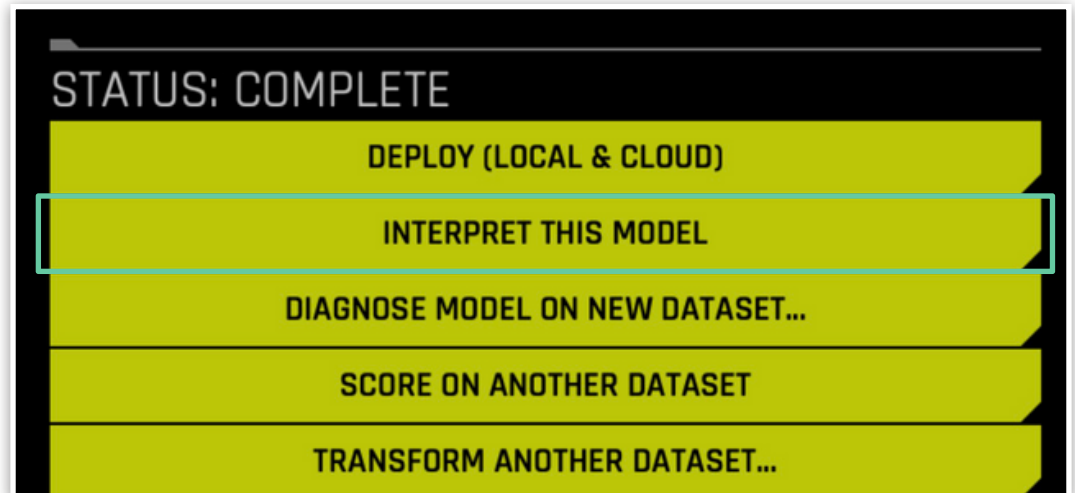 STATUS: COMPLETE
DEPLOY (LOCAL & CLOUD)
INTERPRET THIS MODEL
DIAGNOSE MODEL ON NEW DATASET...
SCORE ON ANOTHER DATASET
TRANSFORM ANOTHER DATASET...